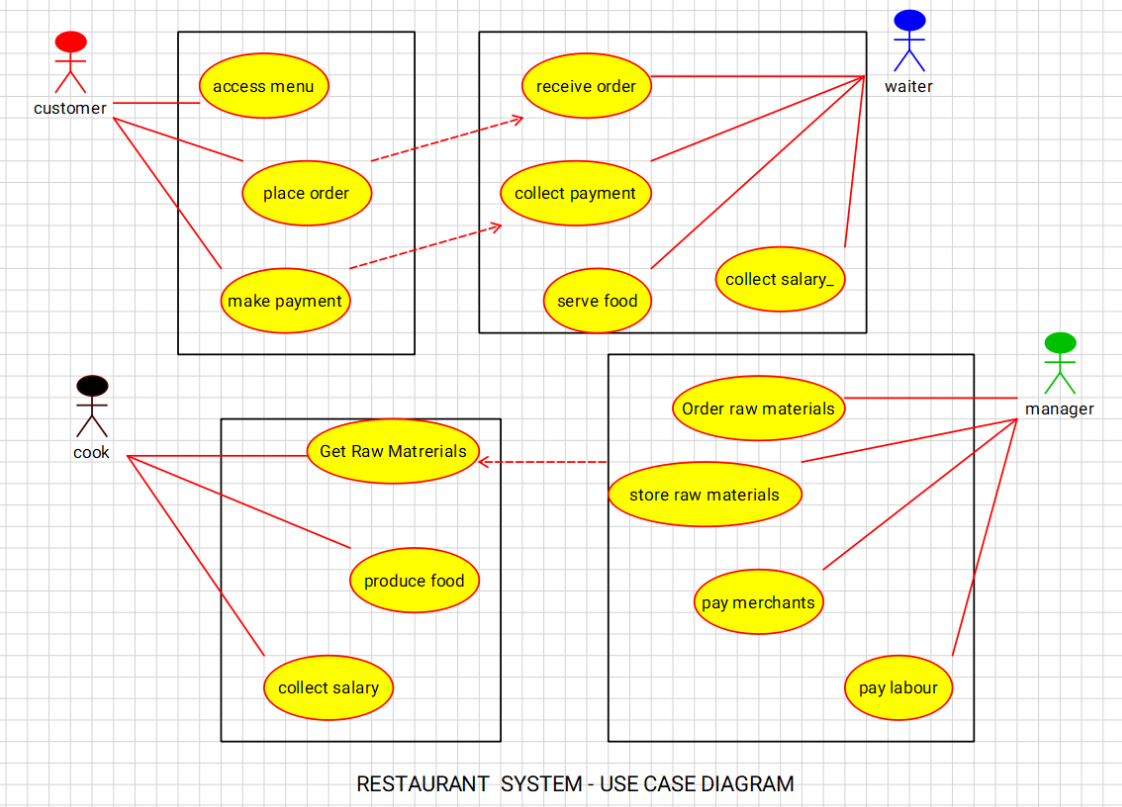 customer
access menu
place order
make payment
receive order
collect payment
serve food
collect salary_
waiter
cook
Get Raw Matrerials
produce food
collect salary
Order raw materials
store raw materials
pay merchants
pay labour
manager
RESTAURANT SYSTEM - USE CASE DIAGRAM